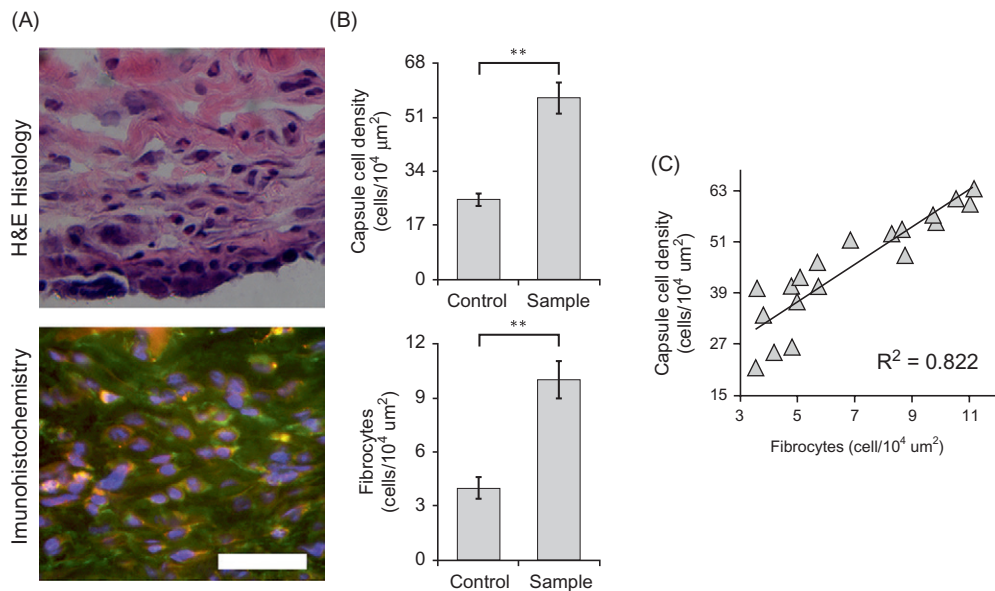 (A)
H&E Histology
Imunohistochemistry
(B)
Capsule cell density
(cells/10⁴ μm²)
68
51
34
17
0
**
Control Sample
Fibrocytes
(cells/10⁴ um²)
12
9
6
3
0
**
Control Sample
(C)
Capsule cell density
(cells/10⁴ um²)
63
51
39
27
15
R² = 0.822
3 5 7 9 11
Fibrocytes (cell/10⁴ um²)